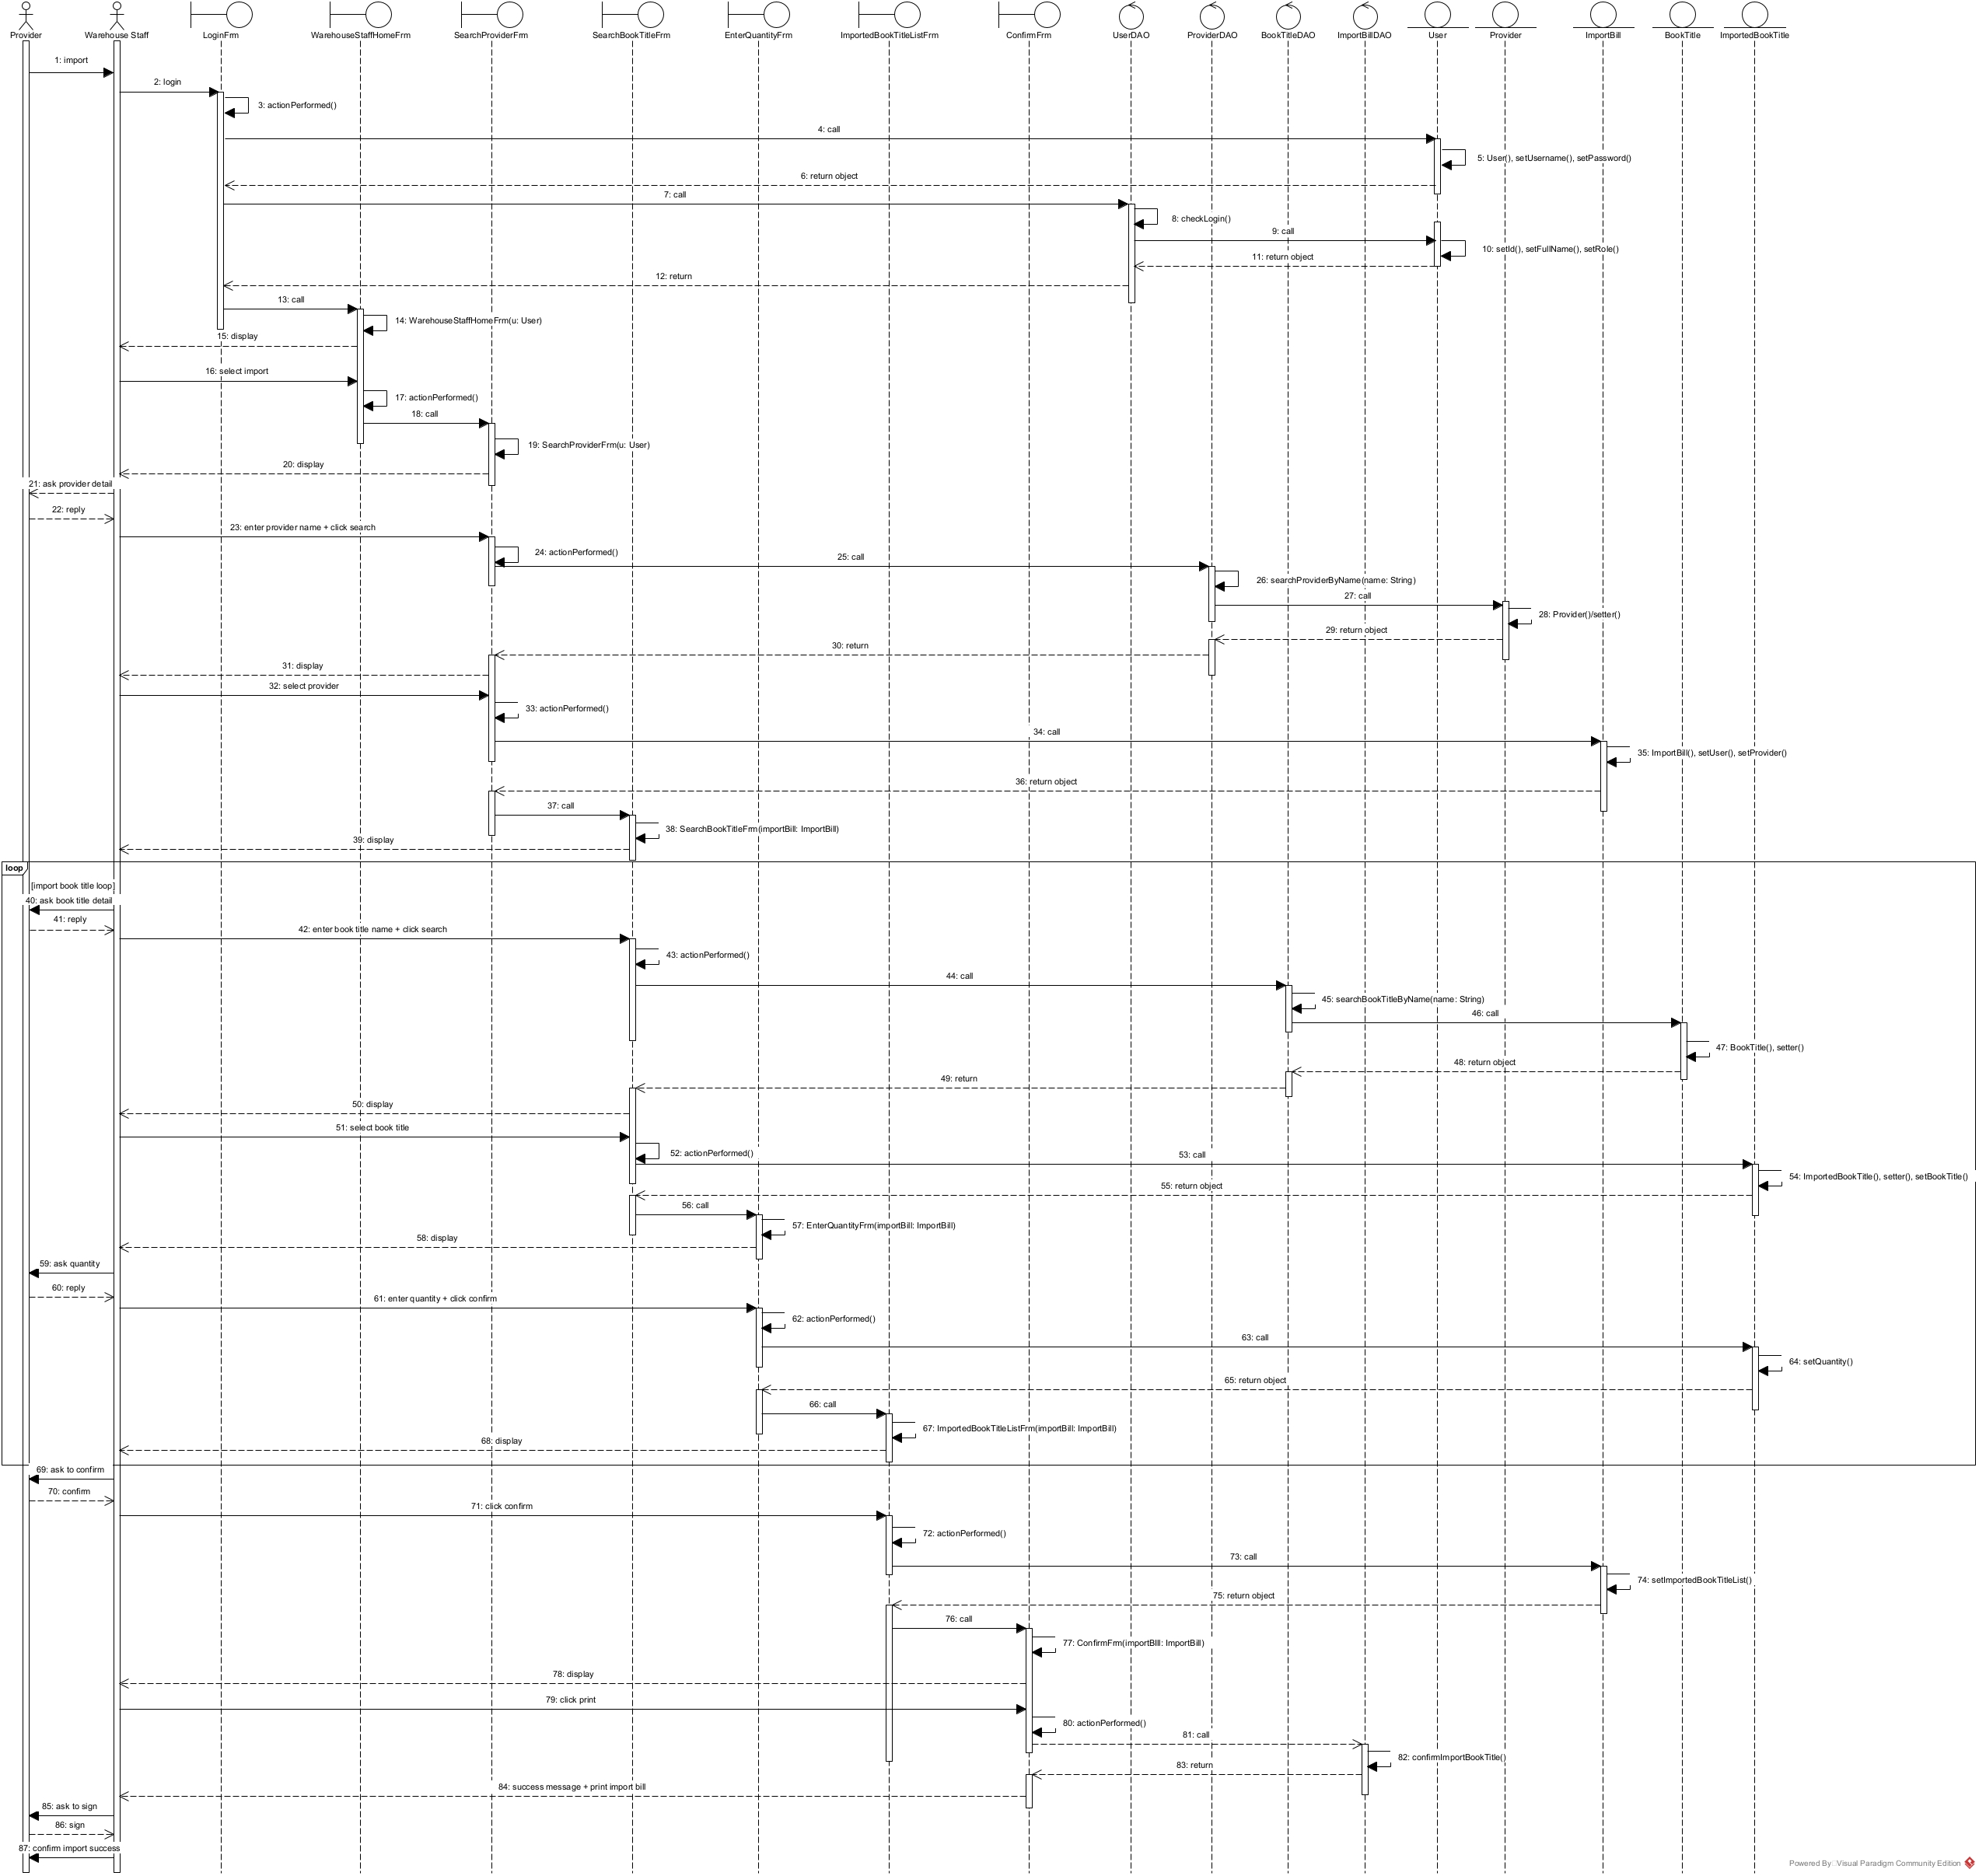 Provider
Warehouse Staff
LoginFrm
WarehouseStaffHomeFrm
SearchProviderFrm
SearchBookTitleFrm
EnterQuantityFrm
ImportedBookTitleListFrm
ConfirmFrm
UserDAO
ProviderDAO
BookTitleDAO
ImportBillDAO
User
Provider
ImportBill
BookTitle
ImportedBookTitle
1: import
2: login
3: actionPerformed()
4: call
5: User(), setUsername(), setPassword()
6: return object
7: call
8: checkLogin()
9: call
10: setId(), setFullName(), setRole()
11: return object
12: return
13: call
14: WarehouseStaffHomeFrm(u: User)
15: display
16: select import
17: actionPerformed()
18: call
19: SearchProviderFrm(u: User)
20: display
21: ask provider detail
22: reply
23: enter provider name + click search
24: actionPerformed()
25: call
26: searchProviderByName(name: String)
27: call
28: Provider()/setter()
29: return object
30: return
31: display
32: select provider
33: actionPerformed()
34: call
35: ImportBill(), setUser(), setProvider()
36: return object
37: call
38: SearchBookTitleFrm(importBill: ImportBill)
39: display
loop
[import book title loop]
40: ask book title detail
41: reply
42: enter book title name + click search
43: actionPerformed()
44: call
45: searchBookTitleByName(name: String)
46: call
47: BookTitle(), setter()
48: return object
49: return
50: display
51: select book title
52: actionPerformed()
53: call
54: ImportedBookTitle(), setter(), setBookTitle()
55: return object
56: call
57: EnterQuantityFrm(importBill: ImportBill)
58: display
59: ask quantity
60: reply
61: enter quantity + click confirm
62: actionPerformed()
63: call
64: setQuantity()
65: return object
66: call
67: ImportedBookTitleListFrm(importBill: ImportBill)
68: display
69: ask to confirm
70: confirm
71: click confirm
72: actionPerformed()
73: call
74: setImportedBookTitleList()
75: return object
76: call
77: ConfirmFrm(importBIll: ImportBill)
78: display
79: click print
80: actionPerformed()
81: call
82: confirmImportBookTitle()
83: return
84: success message + print import bill
85: ask to sign
86: sign
87: confirm import success
Powered By: Visual Paradigm Community Edition